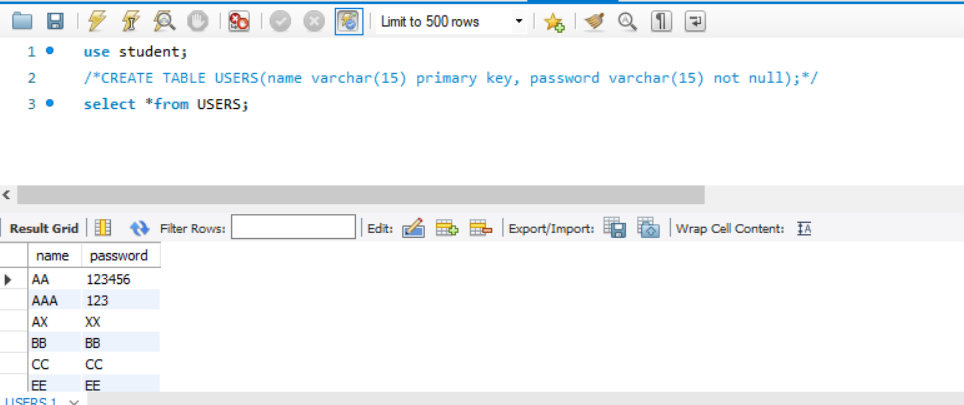 Limit to 500 rows
1 use student;
2 /*CREATE TABLE USERS(name varchar(15) primary key, password varchar(15) not null);*/
3 select *from USERS;
Result Grid Filter Rows: Edit: Export/Import: Wrap Cell Content:
name password
AA 123456
AAA 123
AX XX
BB BB
CC CC
EE EE
USERS 1